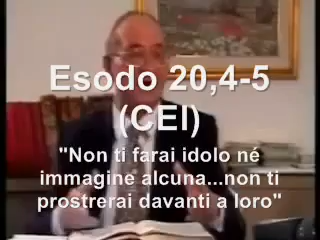 Esodo 20,4-5
(CEI)
"Non ti farai idolo né
immagine alcuna...non ti
prostrerai davanti a loro"